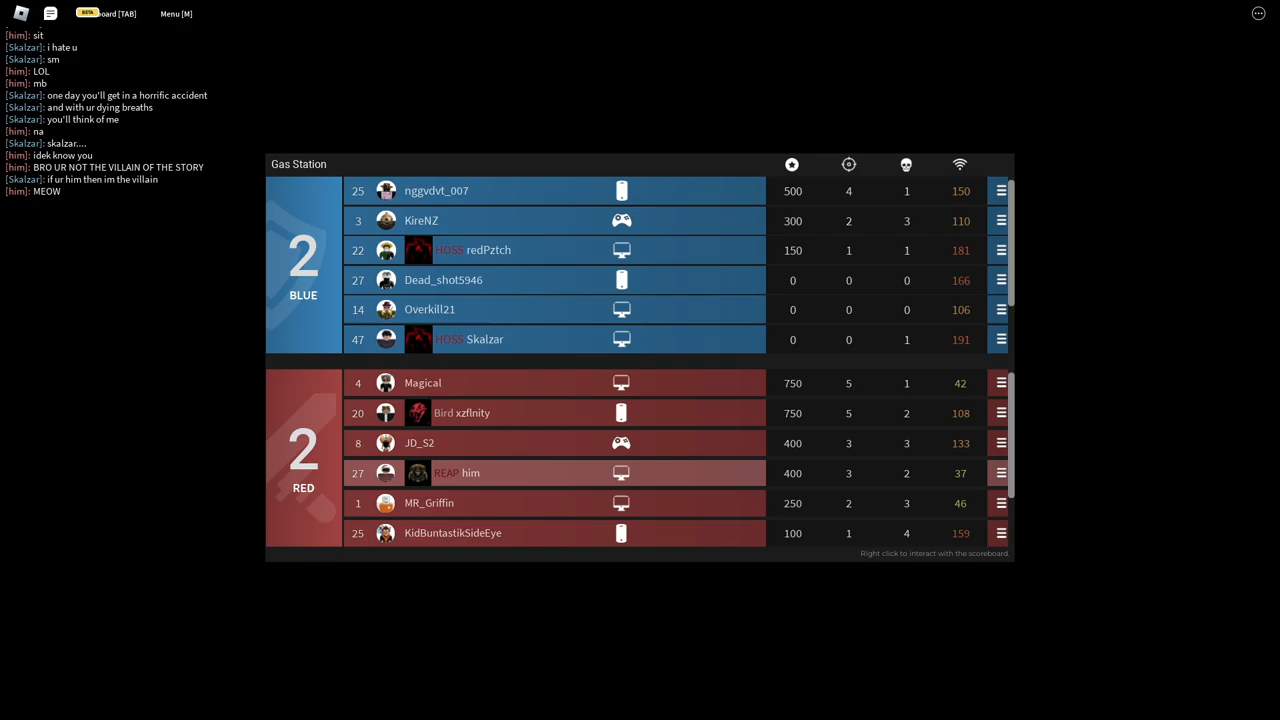 BETA
board [TAB]
Menu [M]
[him]: sit
[Skalzar]: i hate u
[Skalzar]: sm
[him]: LOL
[him]: mb
[Skalzar]: one day you'll get in a horrific accident
[Skalzar]: and with ur dying breaths
[Skalzar]: you'll think of me
[him]: na
[Skalzar]: skalzar....
[him]: idek know you
[him]: BRO UR NOT THE VILLAIN OF THE STORY
[Skalzar]: if ur him then im the villain
[him]: MEOW
Gas Station
2
BLUE
25 nggvdvt_007 500 4 1 150
3 KireNZ 300 2 3 110
22 HOSS redPztch 150 1 1 181
27 Dead_shot5946 0 0 0 166
14 Overkill21 0 0 0 106
47 HOSS Skalzar 0 0 1 191
2
RED
4 Magical 750 5 1 42
20 Bird xzflnity 750 5 2 108
8 JD_S2 400 3 3 133
27 REAP him 400 3 2 37
1 MR_Griffin 250 2 3 46
25 KidBuntastikSideEye 100 1 4 159
Right click to interact with the scoreboard.